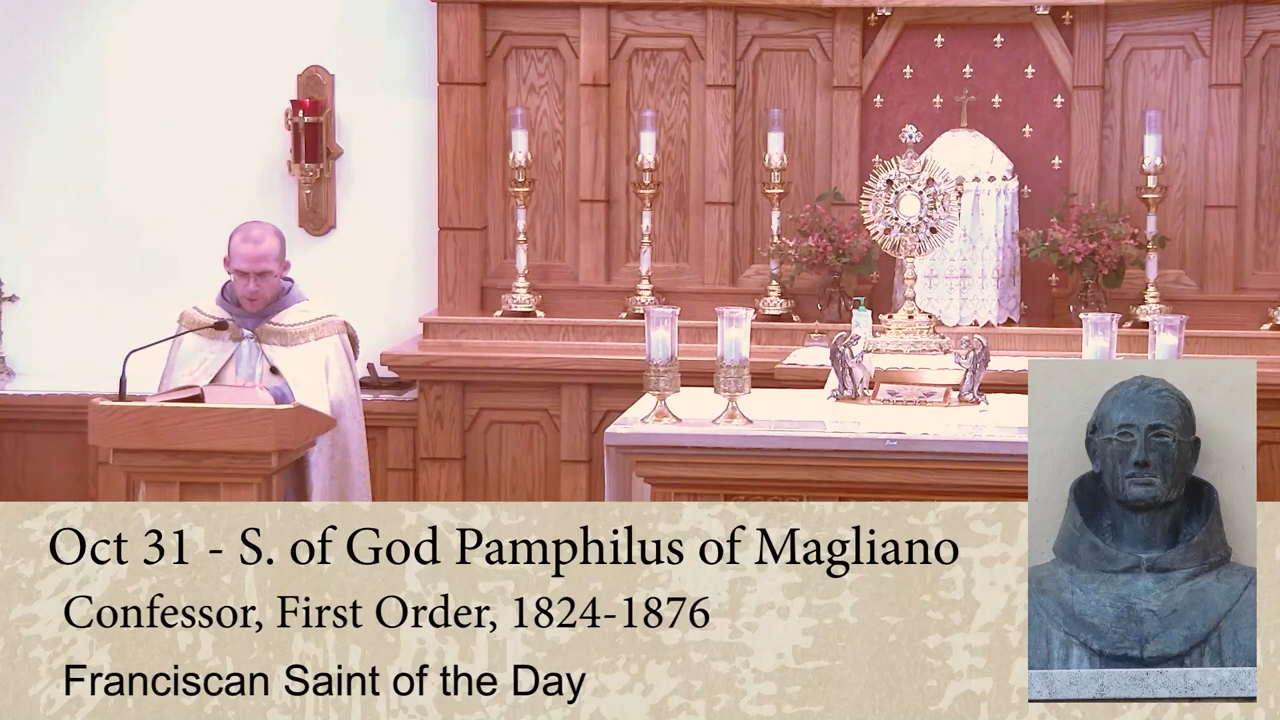 Oct 31 - S. of God Pamphilus of Magliano
Confessor, First Order, 1824-1876
Franciscan Saint of the Day